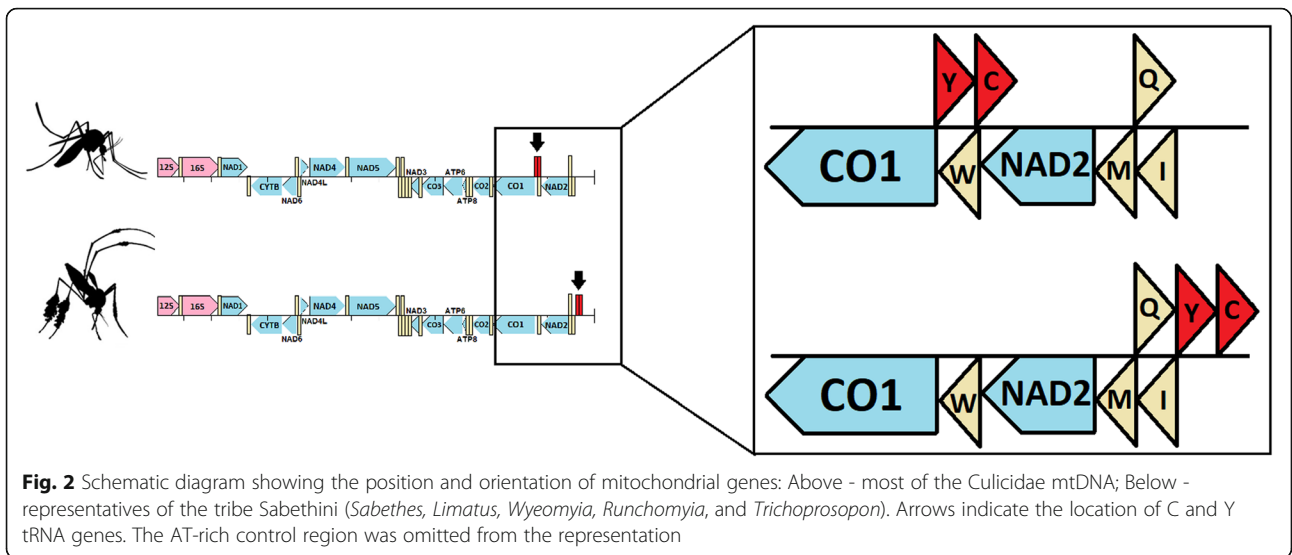 12S 16S NAD1 NAD4 NAD5 NAD3 ATP6
CYTB NAD4L CO3 CO2 CO1 NAD2
NAD6 ATP8
Y C Q
CO1 W NAD2 M I
12S 16S NAD1 NAD4 NAD5 NAD3 ATP6
CYTB NAD4L CO3 CO2 CO1 NAD2
NAD6 ATP8
Q Y C
CO1 W NAD2 M I
Fig. 2 Schematic diagram showing the position and orientation of mitochondrial genes: Above - most of the Culicidae mtDNA; Below -
representatives of the tribe Sabethini (Sabethes, Limatus, Wyeomyia, Runchomyia, and Trichoprosopon). Arrows indicate the location of C and Y
tRNA genes. The AT-rich control region was omitted from the representation